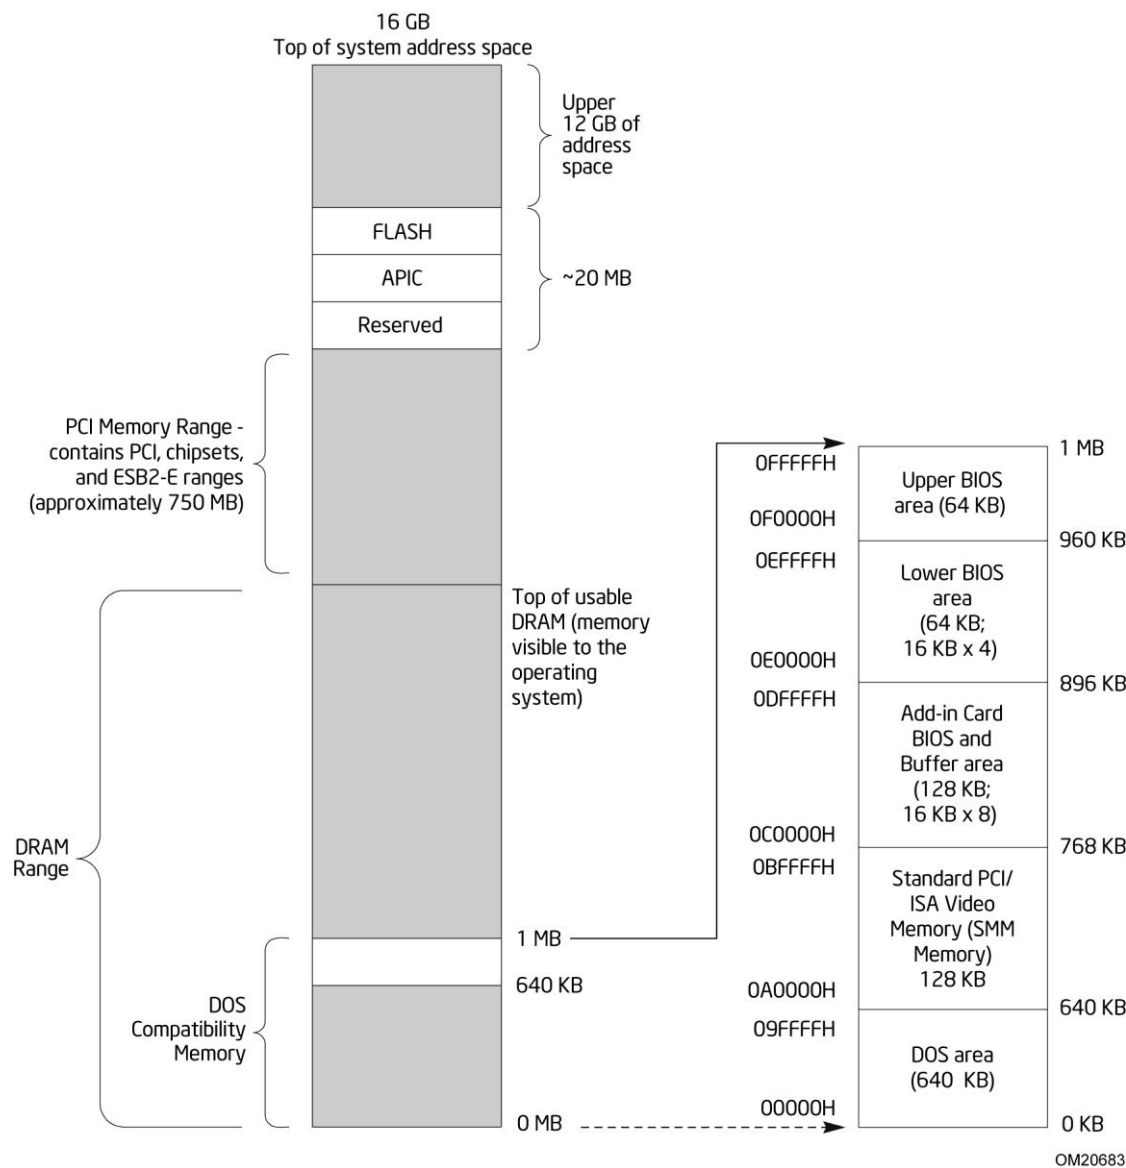 16 GB
Top of system address space
Upper
12 GB of
address
space
FLASH
APIC
~20 MB
Reserved
PCI Memory Range -
contains PCI, chipsets,
and ESB2-E ranges
(approximately 750 MB)
Top of usable
DRAM (memory
visible to the
operating
system)
DRAM
Range
1 MB
640 KB
DOS
Compatibility
Memory
0 MB
1 MB
0FFFFFH
Upper BIOS
area (64 KB)
0F0000H
960 KB
0EFFFFH
Lower BIOS
area
(64 KB;
16 KB x 4)
0E0000H
896 KB
0DFFFFH
Add-in Card
BIOS and
Buffer area
(128 KB;
16 KB x 8)
0C0000H
768 KB
0BFFFFH
Standard PCI/
ISA Video
Memory (SMM
Memory)
128 KB
0A0000H
640 KB
09FFFFH
DOS area
(640 KB)
00000H
0 KB
OM20683